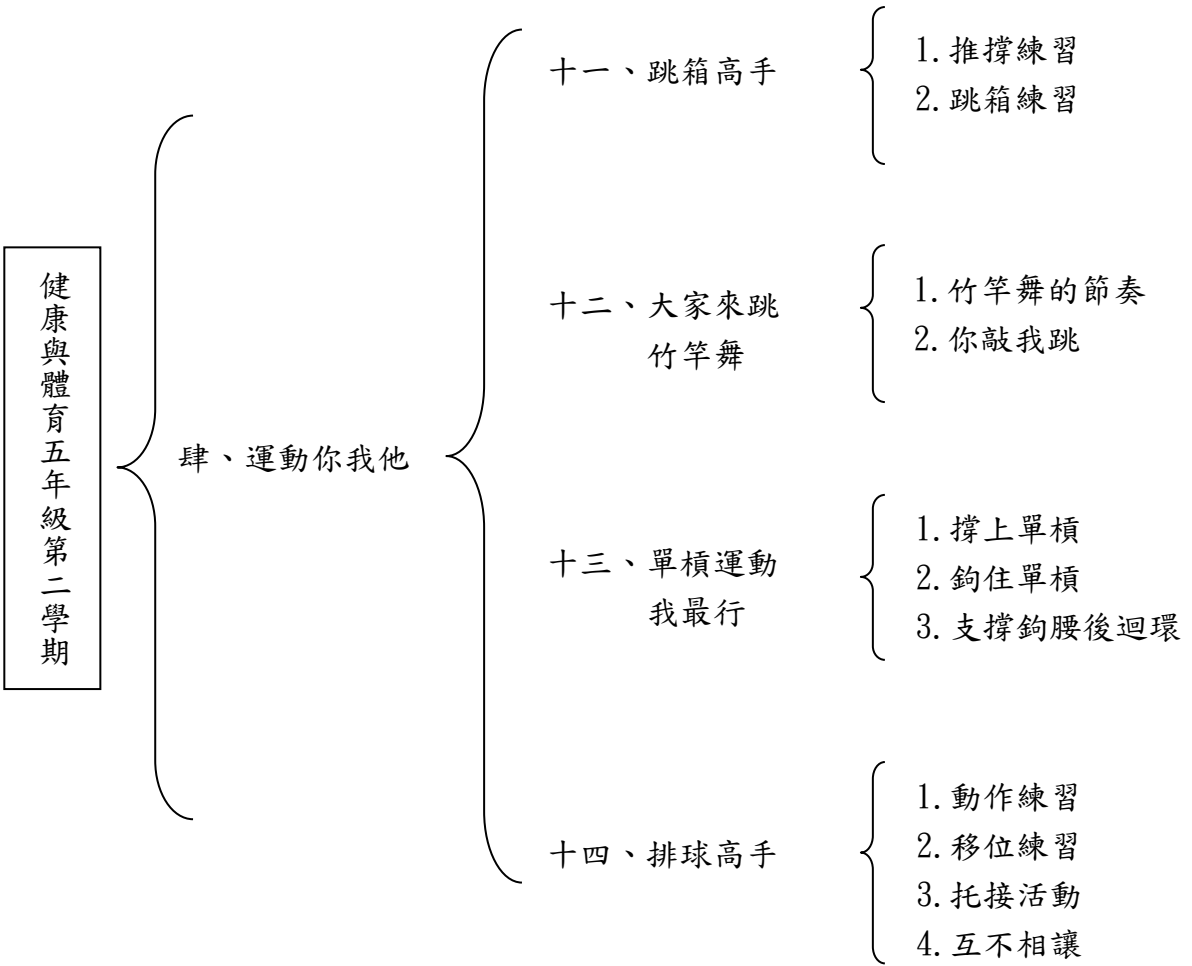 健康與體育五年級第二學期
肆、運動你我他
十一、跳箱高手
1.推撐練習
2.跳箱練習
十二、大家來跳
竹竿舞
1.竹竿舞的節奏
2.你敲我跳
十三、單槓運動
我最行
1.撐上單槓
2.鉤住單槓
3.支撐鉤腰後迴環
十四、排球高手
1.動作練習
2.移位練習
3.托接活動
4.互不相讓